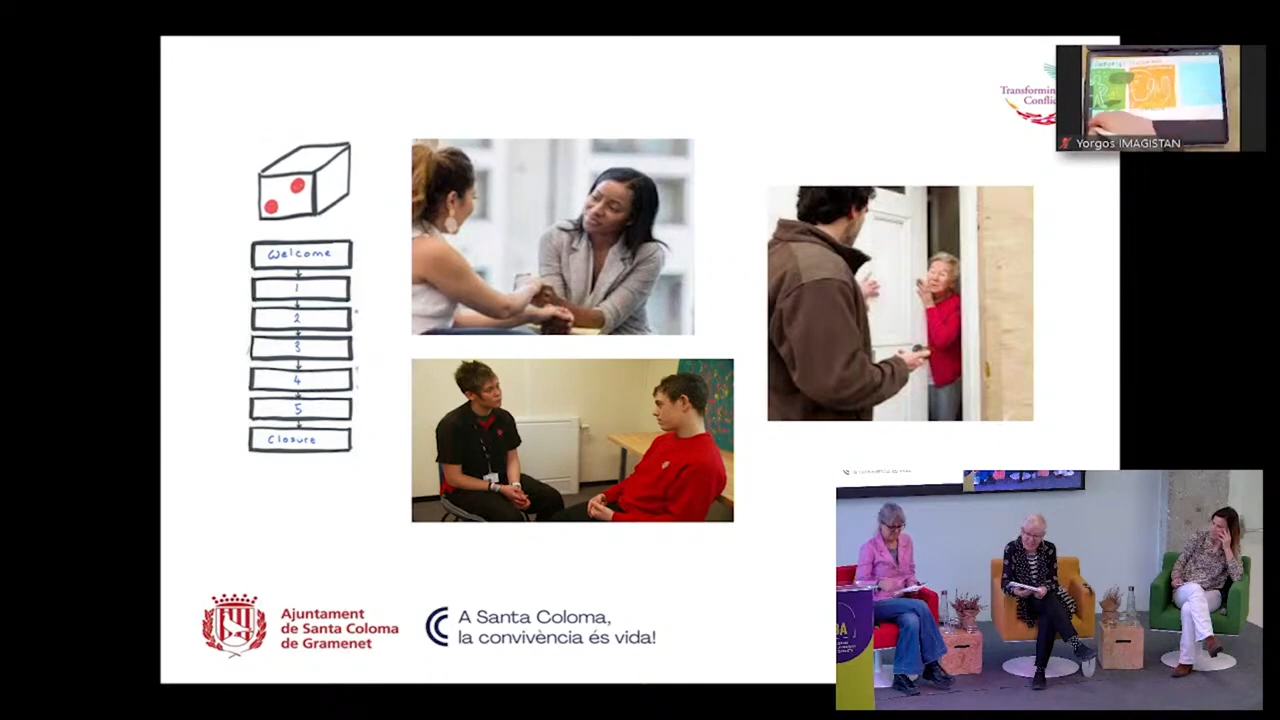 Transforming
Conflic
Yorgos IMAGISTAN
Welcome
1
2
3
4
5
Closure
Ajuntament
de Santa Coloma
de Gramenet
A Santa Coloma,
la convivència és vida!